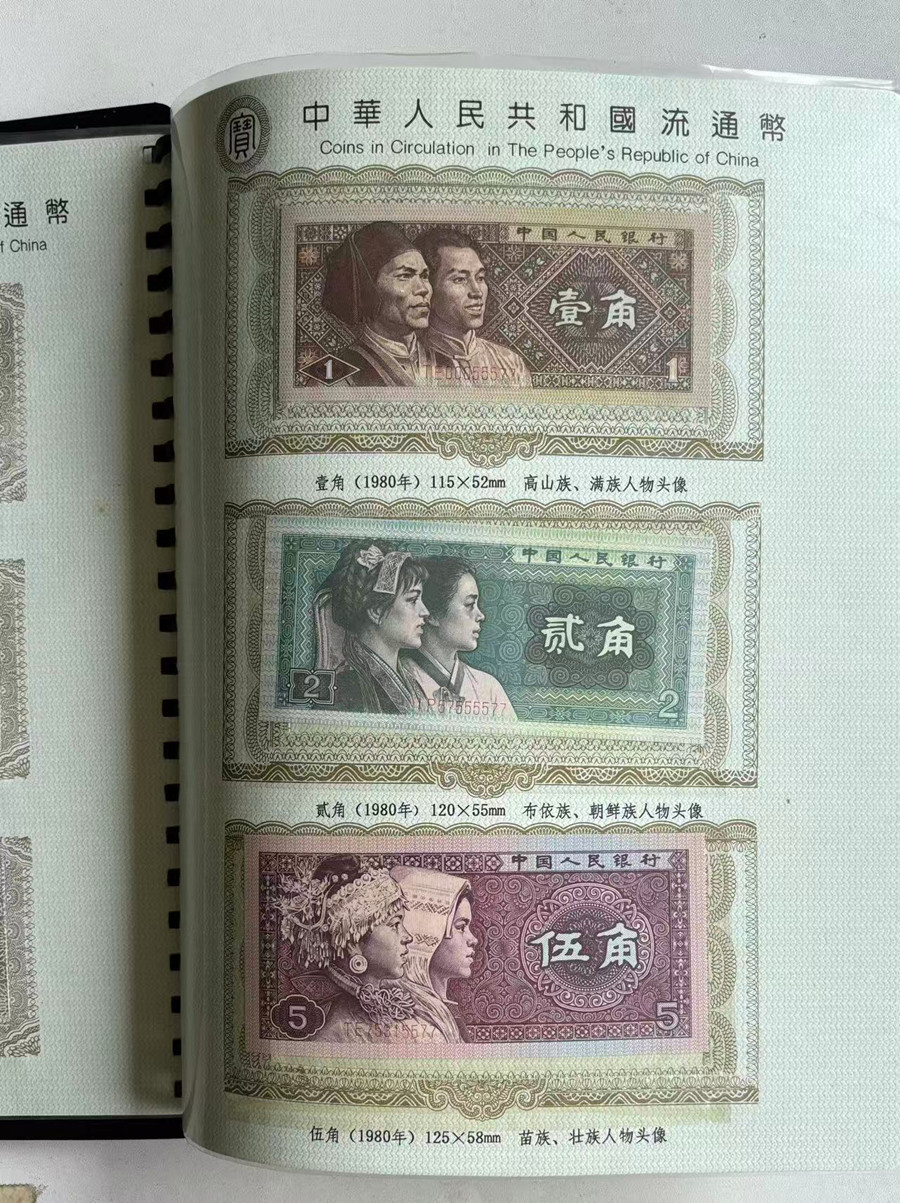 通幣
f China
寶
中華人民共和國流通幣
Coins in Circulation in The People's Republic of China
中国人民银行
壹角
1
1
壹角（1980年）115×52mm 高山族、满族人物头像
中国人民银行
贰角
2
2
TP57555577
贰角（1980年）120×55mm 布依族、朝鲜族人物头像
中国人民银行
伍角
5
5
伍角（1980年）125×58mm 苗族、壮族人物头像